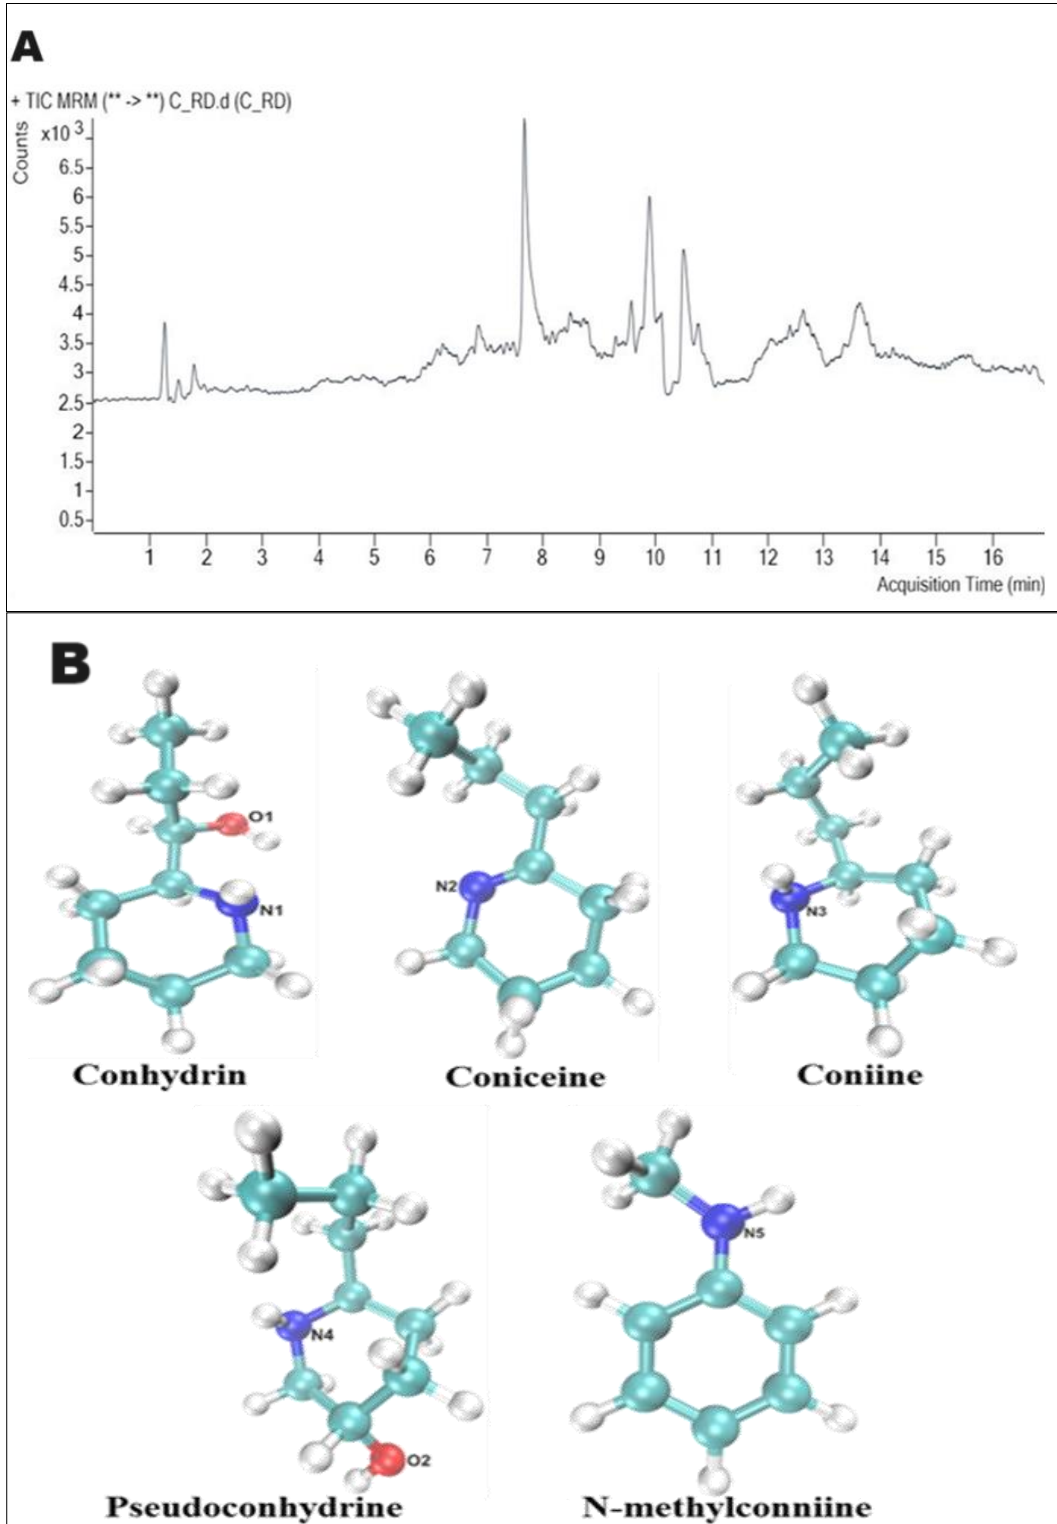 A
+ TIC MRM (** -> **) C_RD.d (C_RD)
Counts
x10 3
6.5
6
5.5
5
4.5
4
3.5
3
2.5
2
1.5
1
0.5
1 2 3 4 5 6 7 8 9 10 11 12 13 14 15 16
Acquisition Time (min)
B
O1
N1
N2
N3
Conhydrin Coniceine Coniine
N4
O2
N5
Pseudoconhydrine N-methylconniine